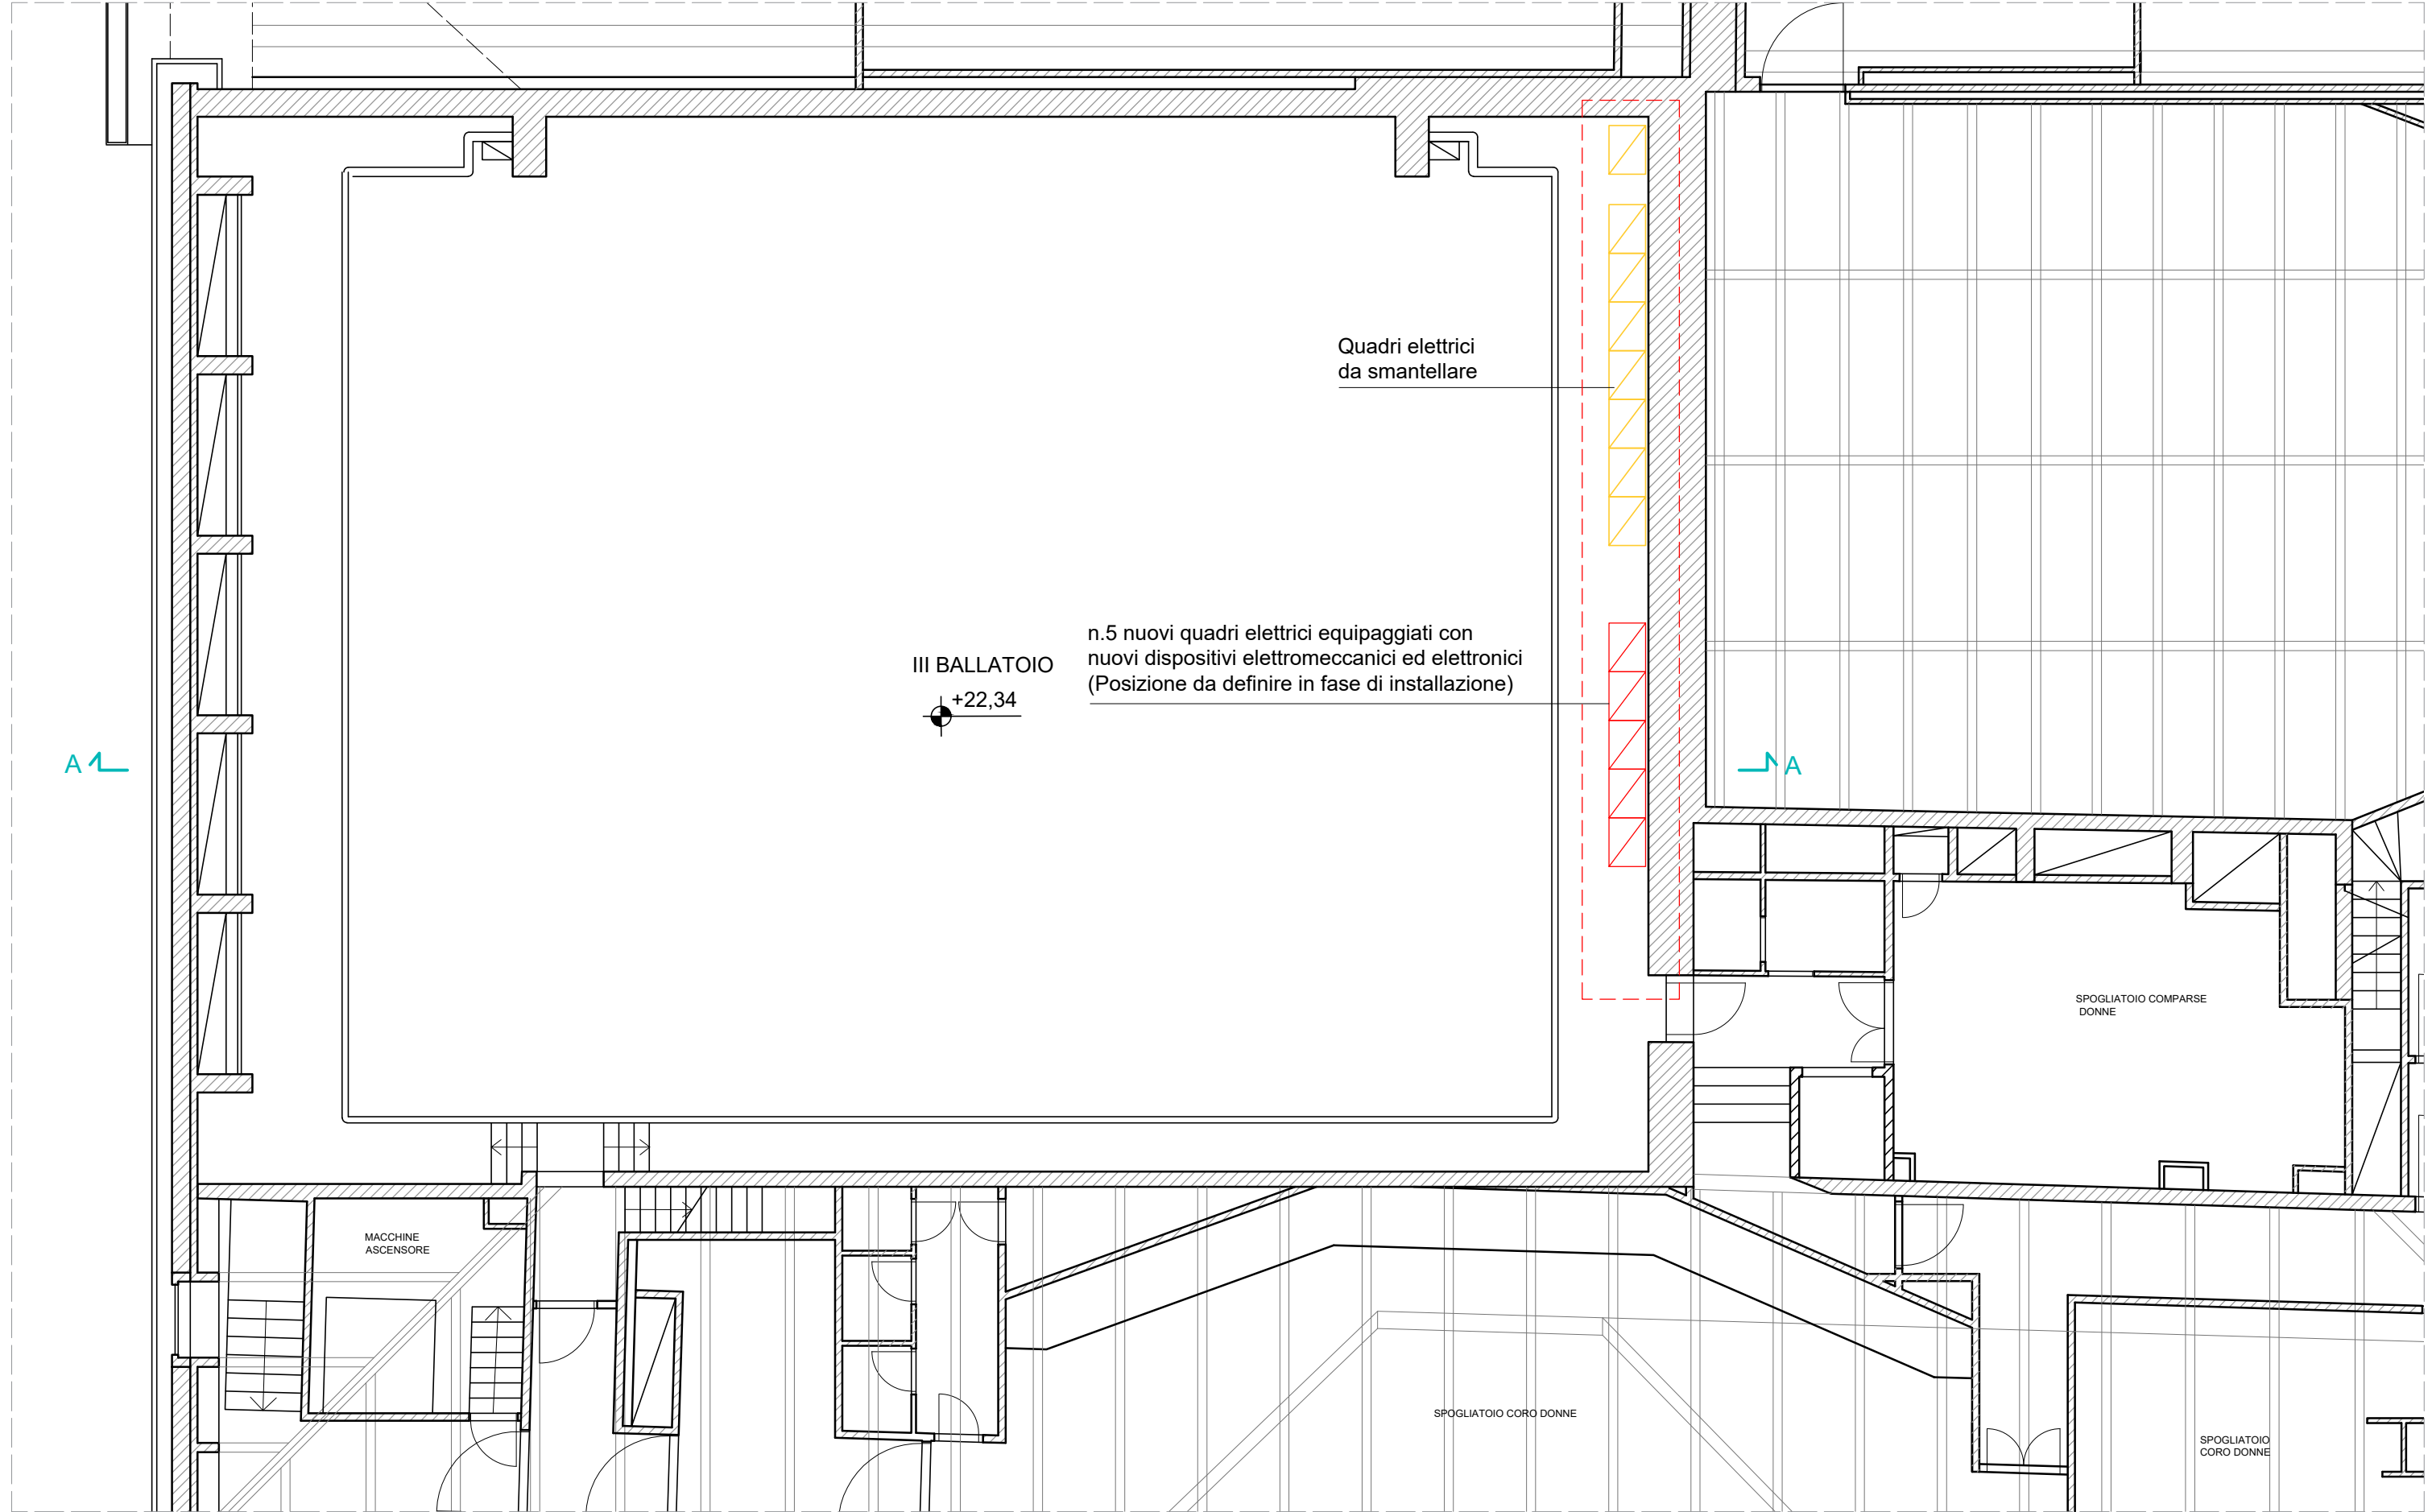 Quadri elettrici
da smantellare
n.5 nuovi quadri elettrici equipaggiati con
nuovi dispositivi elettromeccanici ed elettronici
(Posizione da definire in fase di installazione)
III BALLATOIO
+22,34
A
A
SPOGLIATOIO COMPARSE
DONNE
MACCHINE
ASCENSORE
SPOGLIATOIO CORO DONNE
SPOGLIATOIO
CORO DONNE